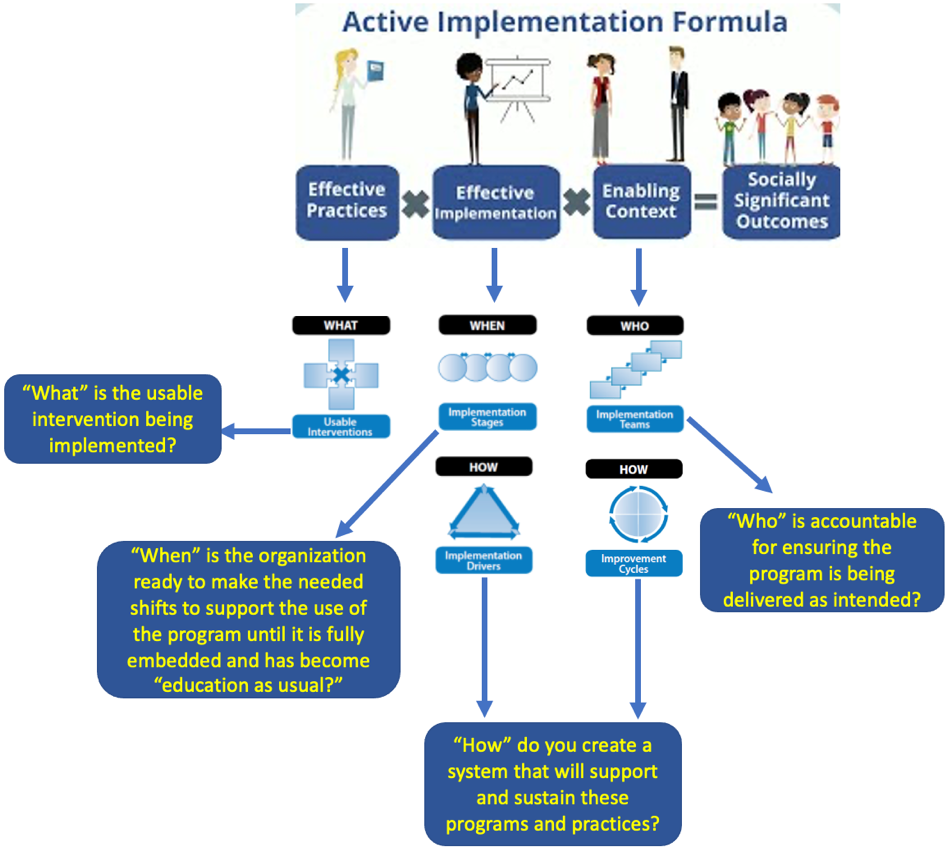 Active Implementation Formula
Effective
Practices
×
Effective
Implementation
×
Enabling
Context
=
Socially
Significant
Outcomes
WHAT
Usable
Interventions
WHEN
Implementation
Stages
WHO
Implementation
Teams
“What” is the usable
intervention being
implemented?
HOW
Implementation
Drivers
HOW
Improvement
Cycles
“When” is the organization
ready to make the needed
shifts to support the use of
the program until it is fully
embedded and has become
“education as usual?”
“Who” is accountable
for ensuring the
program is being
delivered as intended?
“How” do you create a
system that will support
and sustain these
programs and practices?